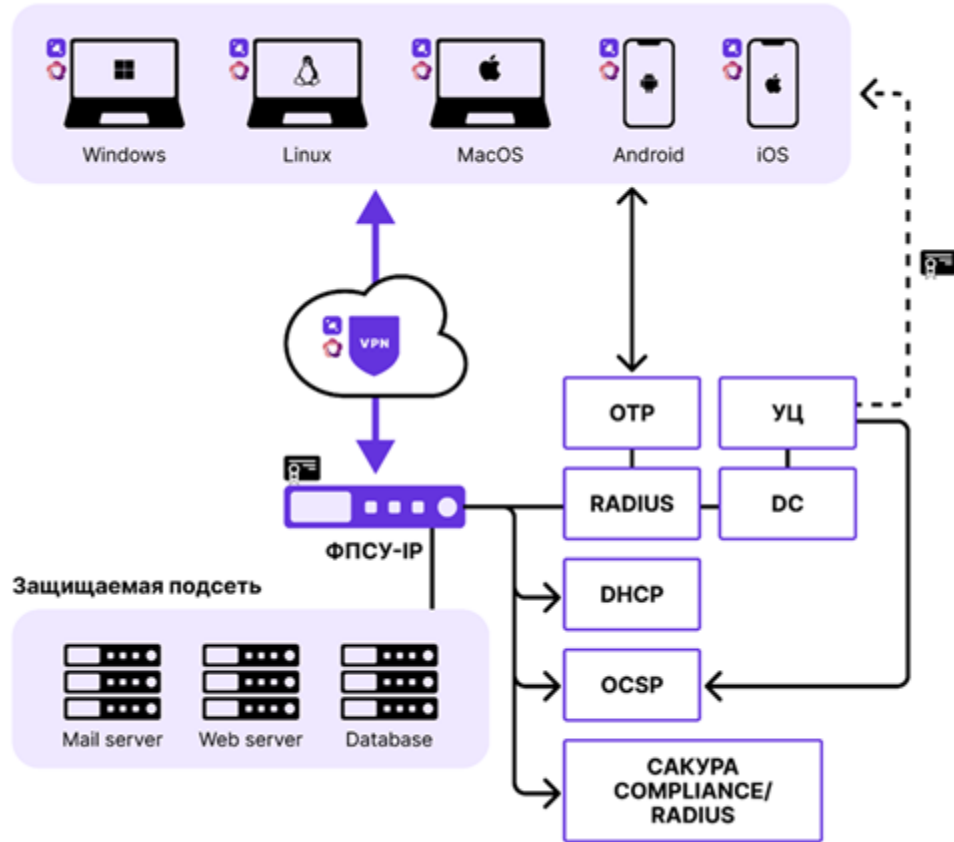 Windows
Linux
MacOS
Android
iOS
VPN
OTP
УЦ
RADIUS
DC
ФПСУ-IP
DHCP
Защищаемая подсеть
OCSP
Mail server
Web server
Database
САКУРА
COMPLIANCE/
RADIUS